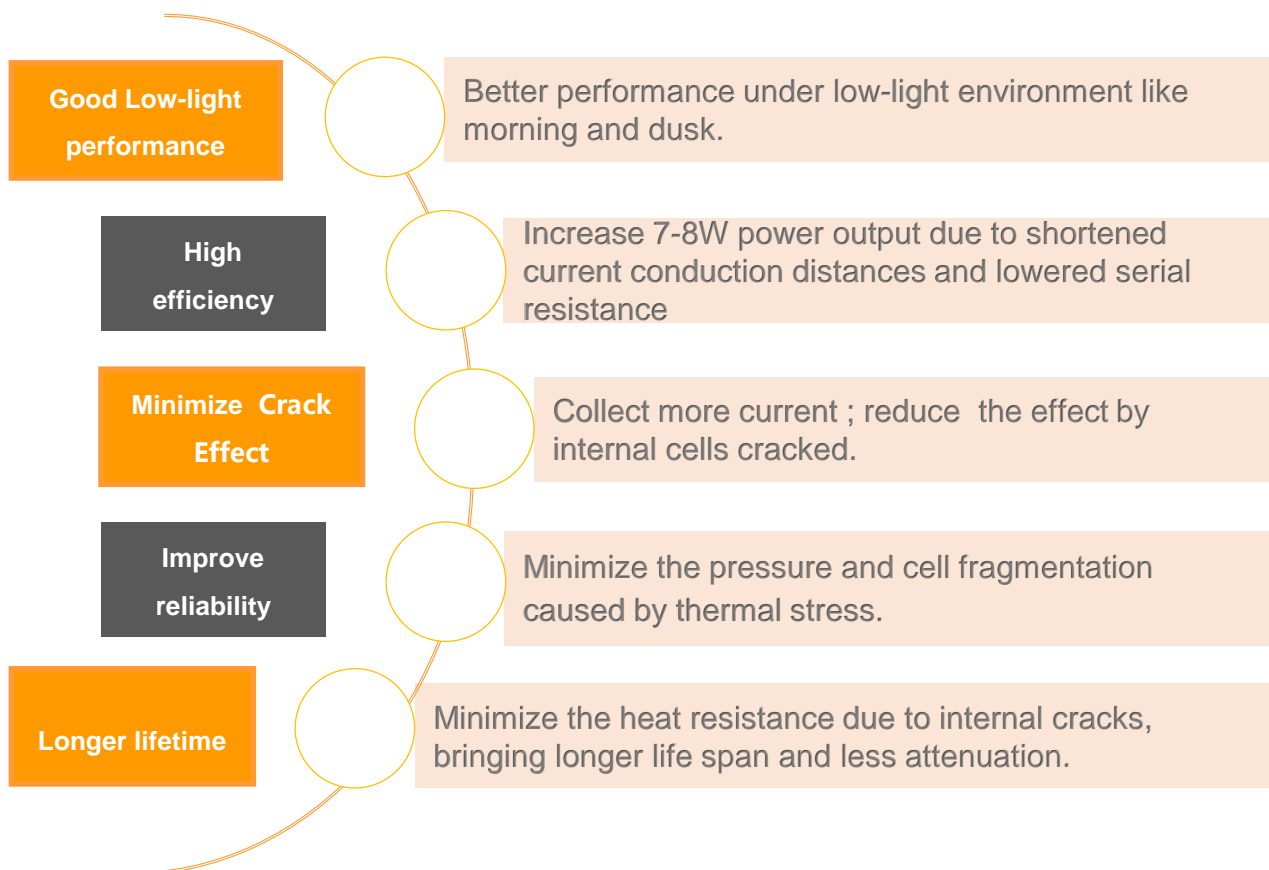 Good Low-light
performance
Better performance under low-light environment like
morning and dusk.
High
efficiency
Increase 7-8W power output due to shortened
current conduction distances and lowered serial
resistance
Minimize Crack
Effect
Collect more current ; reduce the effect by
internal cells cracked.
Improve
reliability
Minimize the pressure and cell fragmentation
caused by thermal stress.
Longer lifetime
Minimize the heat resistance due to internal cracks,
bringing longer life span and less attenuation.